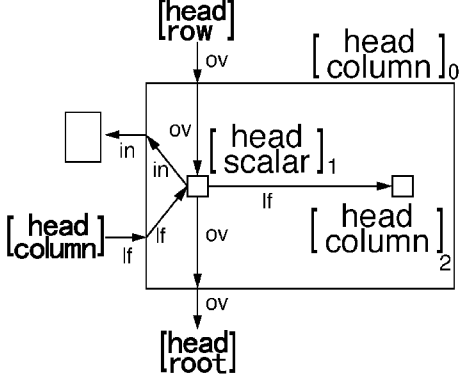 [head
row]
ov
[head
column]0
ov
in
in
[head
scalar]1
lf
[head
column]
lf
lf
ov
[head
column]2
ov
[head
root]